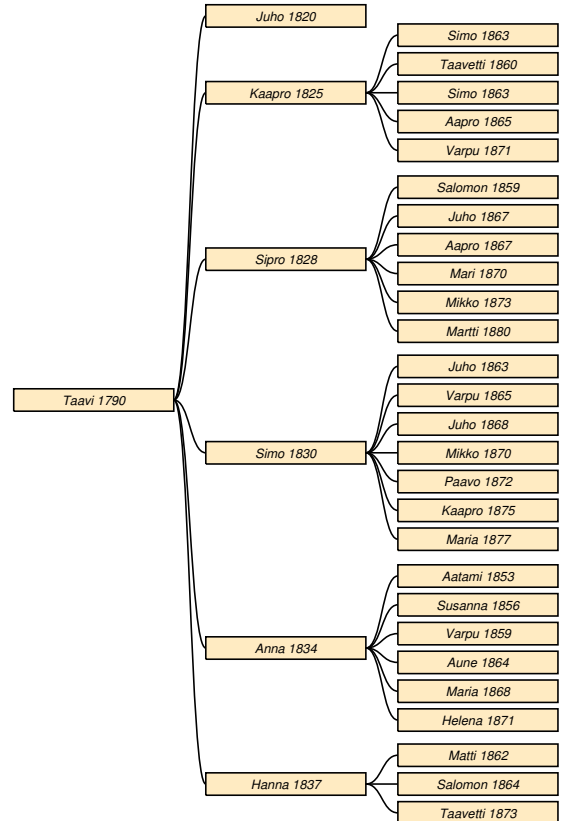 Taavi 1790
Juho 1820
Kaapro 1825
Simo 1863
Taavetti 1860
Simo 1863
Aapro 1865
Varpu 1871
Sipro 1828
Salomon 1859
Juho 1867
Aapro 1867
Mari 1870
Mikko 1873
Martti 1880
Simo 1830
Juho 1863
Varpu 1865
Juho 1868
Mikko 1870
Paavo 1872
Kaapro 1875
Maria 1877
Anna 1834
Aatami 1853
Susanna 1856
Varpu 1859
Aune 1864
Maria 1868
Helena 1871
Hanna 1837
Matti 1862
Salomon 1864
Taavetti 1873